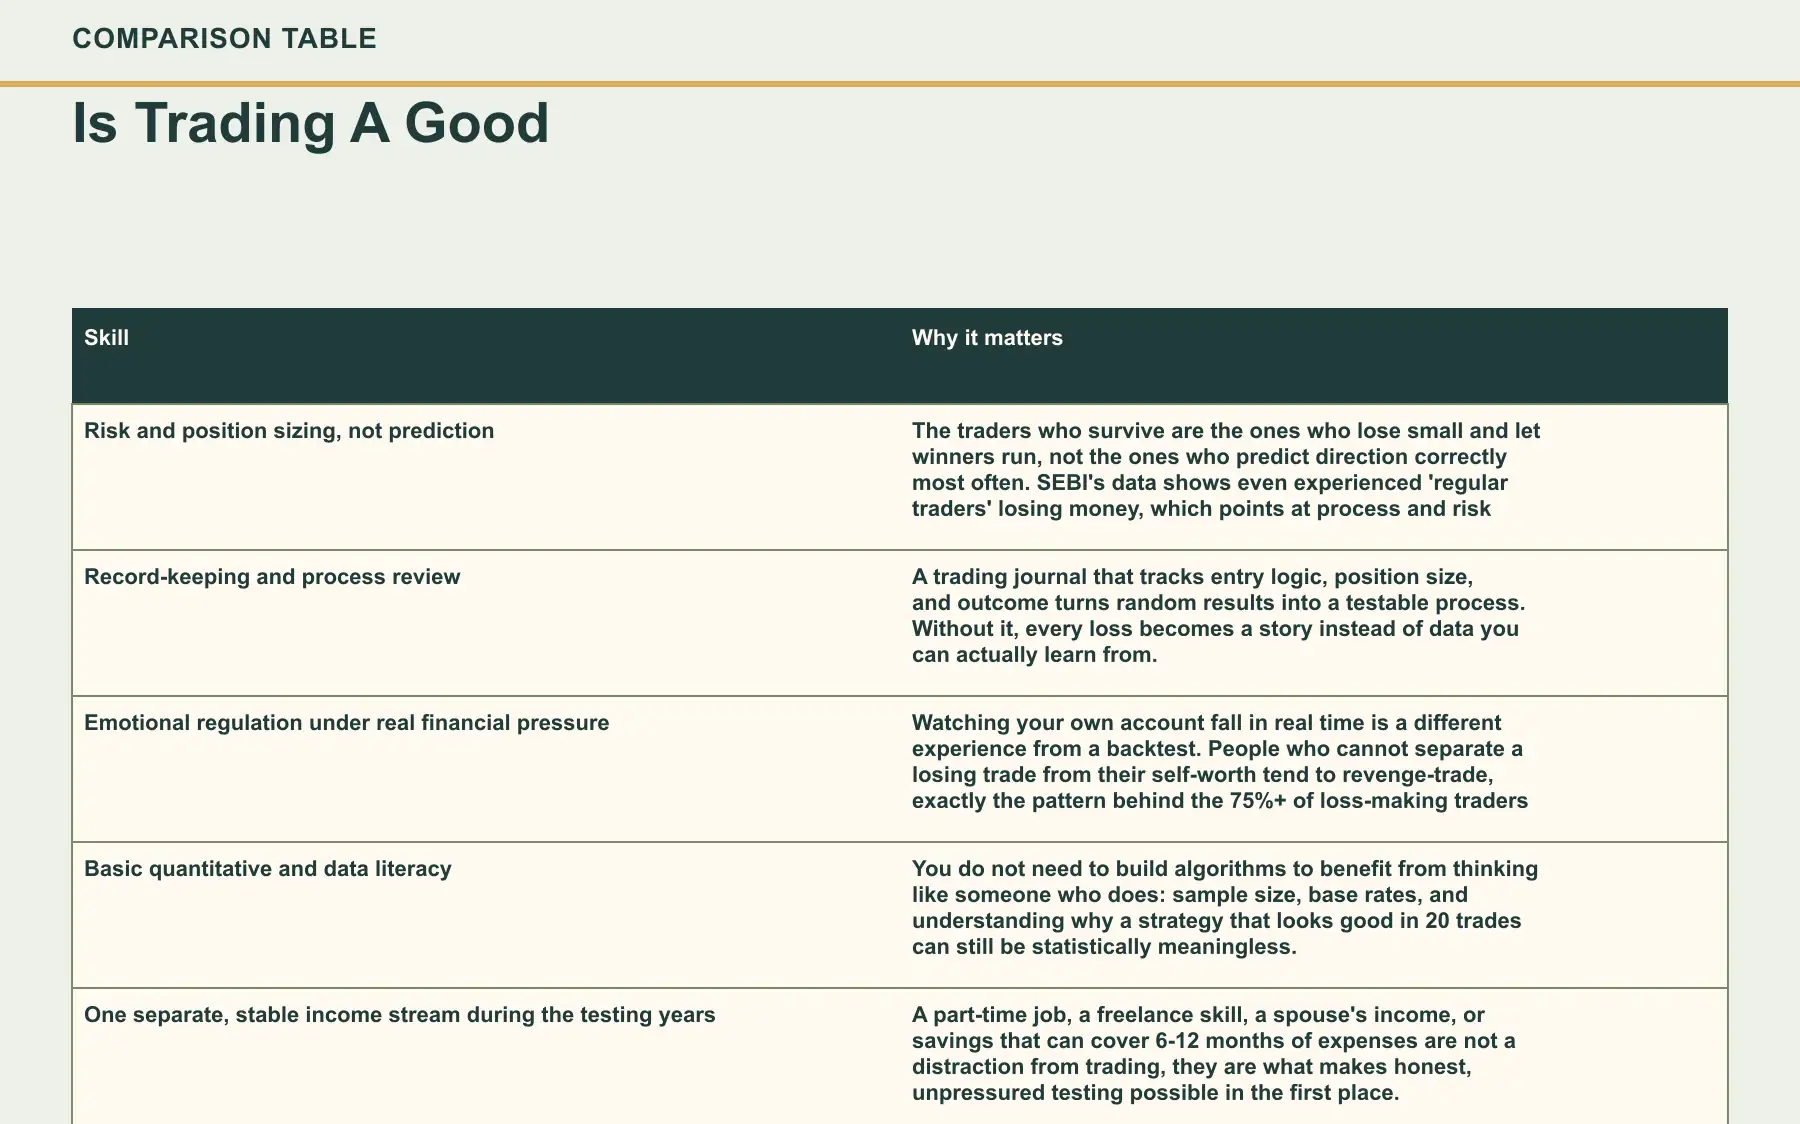 COMPARISON TABLE
Is Trading A Good
Skill
Why it matters
Risk and position sizing, not prediction
The traders who survive are the ones who lose small and let
winners run, not the ones who predict direction correctly
most often. SEBI's data shows even experienced 'regular
traders' losing money, which points at process and risk
Record-keeping and process review
A trading journal that tracks entry logic, position size,
and outcome turns random results into a testable process.
Without it, every loss becomes a story instead of data you
can actually learn from.
Emotional regulation under real financial pressure
Watching your own account fall in real time is a different
experience from a backtest. People who cannot separate a
losing trade from their self-worth tend to revenge-trade,
exactly the pattern behind the 75%+ of loss-making traders
Basic quantitative and data literacy
You do not need to build algorithms to benefit from thinking
like someone who does: sample size, base rates, and
understanding why a strategy that looks good in 20 trades
can still be statistically meaningless.
One separate, stable income stream during the testing years
A part-time job, a freelance skill, a spouse's income, or
savings that can cover 6-12 months of expenses are not a
distraction from trading, they are what makes honest,
unpressured testing possible in the first place.